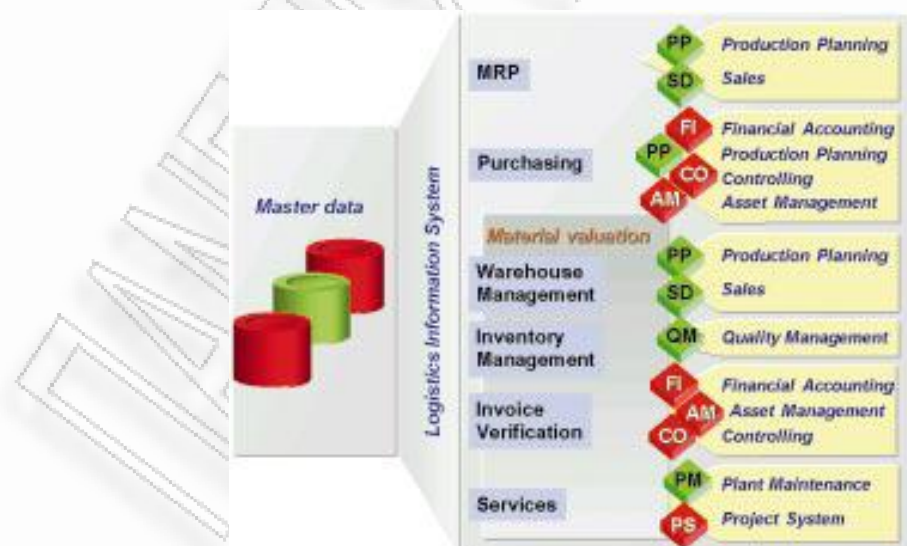 MRP
PP
Production Planning
SD
Sales
Purchasing
FI
Financial Accounting
PP
Production Planning
CO
Controlling
AM
Asset Management
Master data
Logistics Information System
Material valuation
Warehouse
Management
PP
Production Planning
SD
Sales
Inventory
Management
QM
Quality Management
Invoice
Verification
FI
Financial Accounting
AM
Asset Management
CO
Controlling
Services
PM
Plant Maintenance
PS
Project System